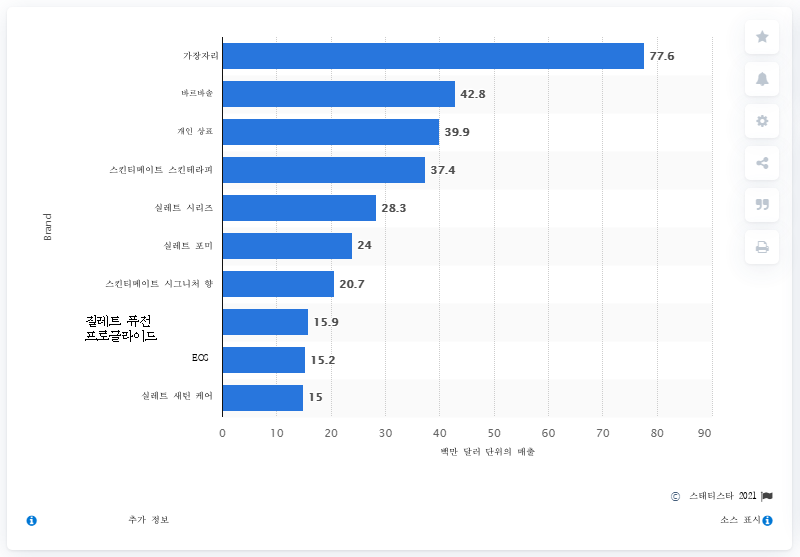 가장자리
77.6
바르바솔
42.8
개인 상표
39.9
스킨티메이트 스킨테라피
37.4
질레트 시리즈
28.3
질레트 포미
24
스킨티메이트 시그니처 향
20.7
질레트 퓨전
프로글라이드
15.9
EOS
15.2
질레트 새틴 케어
15
Brand
0 10 20 30 40 50 60 70 80 90
백만 달러 단위의 매출
© 스태티스타 2021
추가 정보
소스 표시